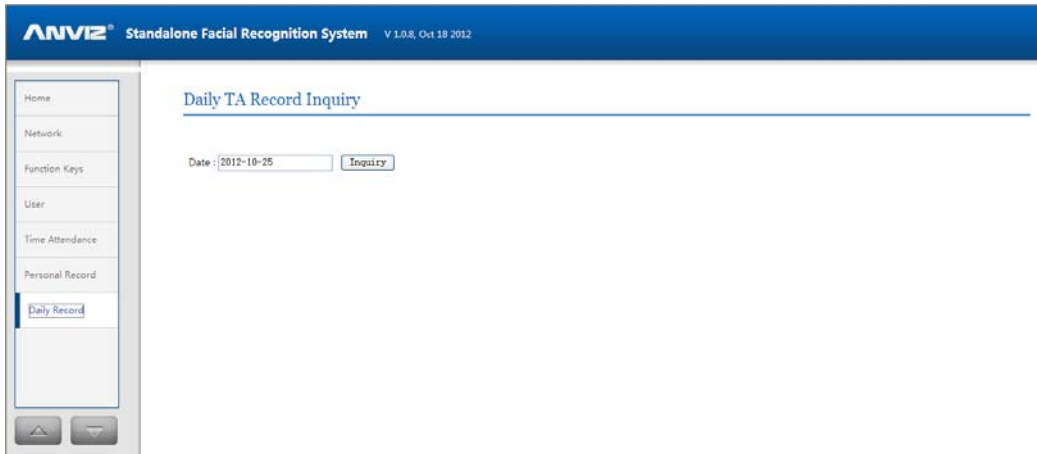 ANVIZ® Standalone Facial Recognition System V 1.0.8, Oct 18 2012
Home
Network
Function Keys
User
Time Attendance
Personal Record
Daily Record
Daily TA Record Inquiry
Date : 2012-10-25 Inquiry